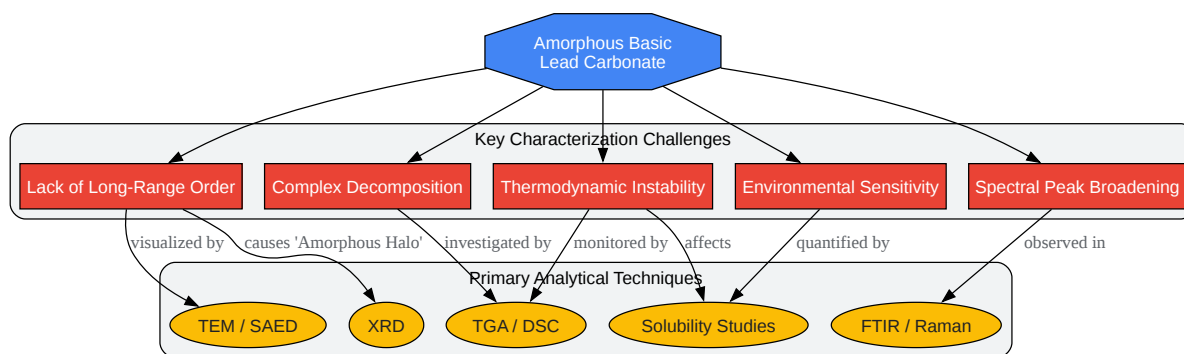 Amorphous Basic
Lead Carbonate
Key Characterization Challenges
Lack of Long-Range Order
Complex Decomposition
Thermodynamic Instability
Environmental Sensitivity
Spectral Peak Broadening
visualized by
causes 'Amorphous Halo'
investigated by
monitored by
affects
quantified by
observed in
Primary Analytical Techniques
TEM / SAED
XRD
TGA / DSC
Solubility Studies
FTIR / Raman